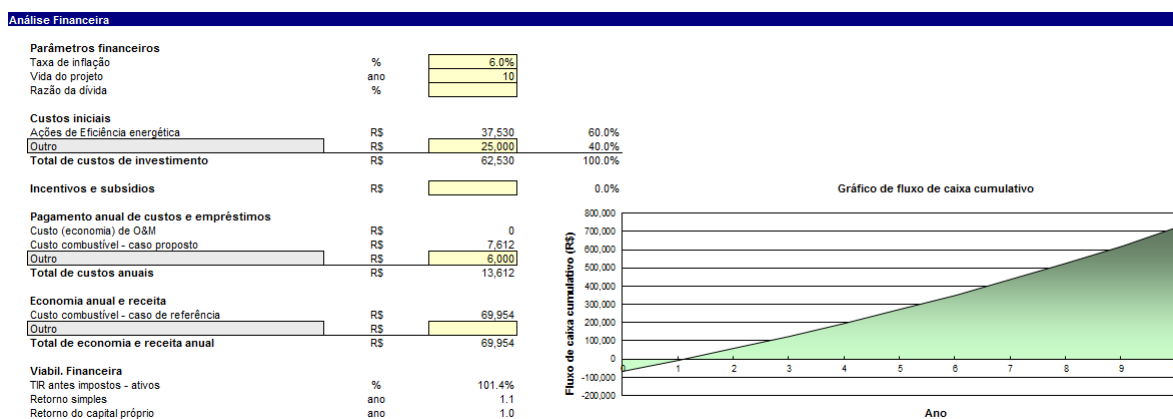 Análise Financeira
Parâmetros financeiros
Taxa de inflação % 6.0%
Vida do projeto ano 10
Razão da dívida %
Custos iniciais
Ações de Eficiência energética R$ 37,530 60.0%
Outro R$ 25,000 40.0%
Total de custos de investimento R$ 62,530 100.0%
Incentivos e subsídios R$ 0.0%
Pagamento anual de custos e empréstimos
Custo (economia) de O&M R$ 0
Custo combustível - caso proposto R$ 7,612
Outro R$ 6,000
Total de custos anuais R$ 13,612
Economia anual e receita
Custo combustível - caso de referência R$ 69,954
Outro R$
Total de economia e receita anual R$ 69,954
Viabil. Financeira
TIR antes impostos - ativos % 101.4%
Retorno simples ano 1.1
Retorno do capital próprio ano 1.0
Gráfico de fluxo de caixa cumulativo
Fluxo de caixa cumulativo (R$)
800,000
700,000
600,000
500,000
400,000
300,000
200,000
100,000
0
-100,000
-200,000
0 1 2 3 4 5 6 7 8 9
Ano